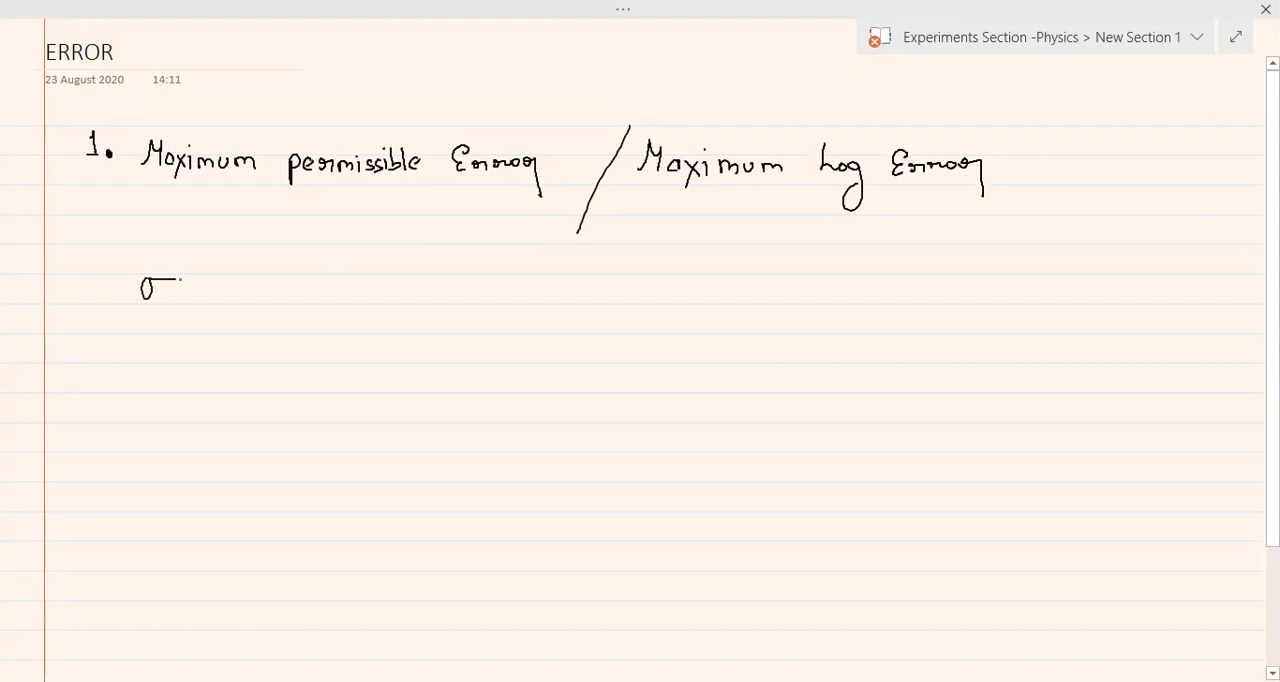 Experiments Section -Physics > New Section 1
ERROR
23 August 2020 14:11
1. Maximum permissible Error / Maximum Log Error
σ